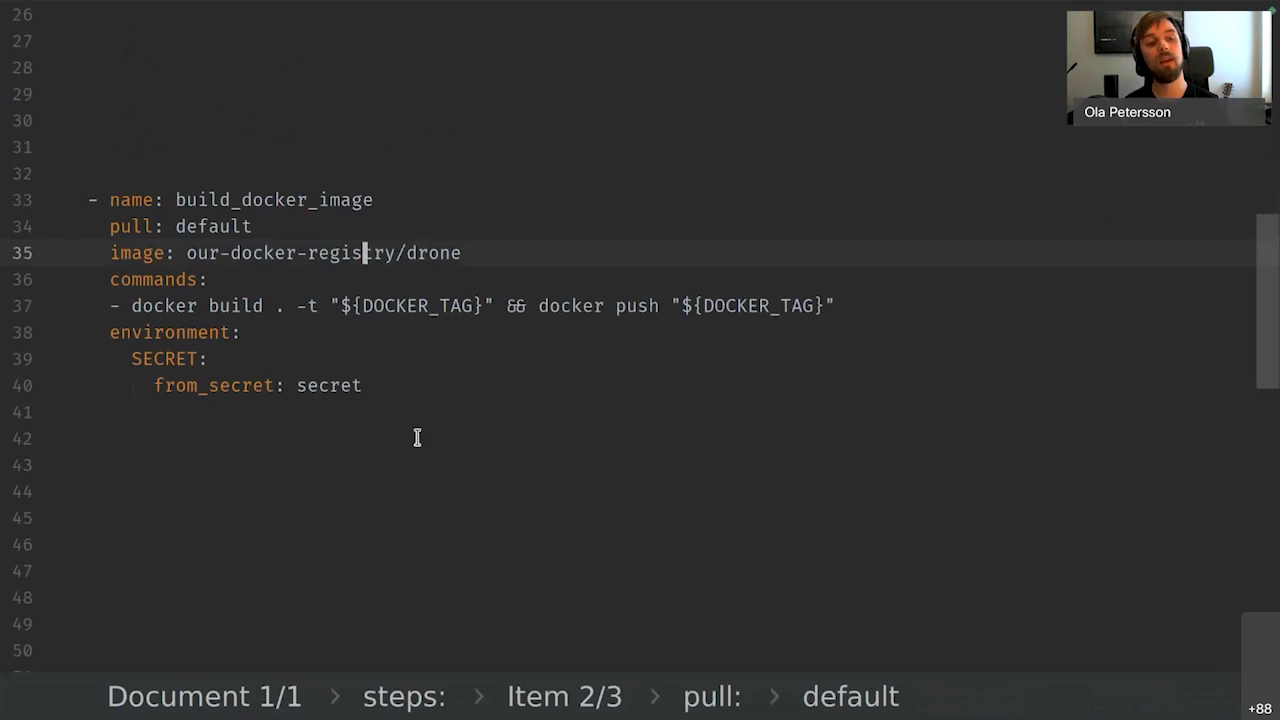 26
27
28
29
30
31
32
33 - name: build_docker_image
34 pull: default
35 image: our-docker-registry/drone
36 commands:
37 - docker build . -t "${DOCKER_TAG}" && docker push "${DOCKER_TAG}"
38 environment:
39 SECRET:
40 from_secret: secret
41
42
43
44
45
46
47
48
49
50
Ola Petersson
Document 1/1 › steps: › Item 2/3 › pull: › default
+88